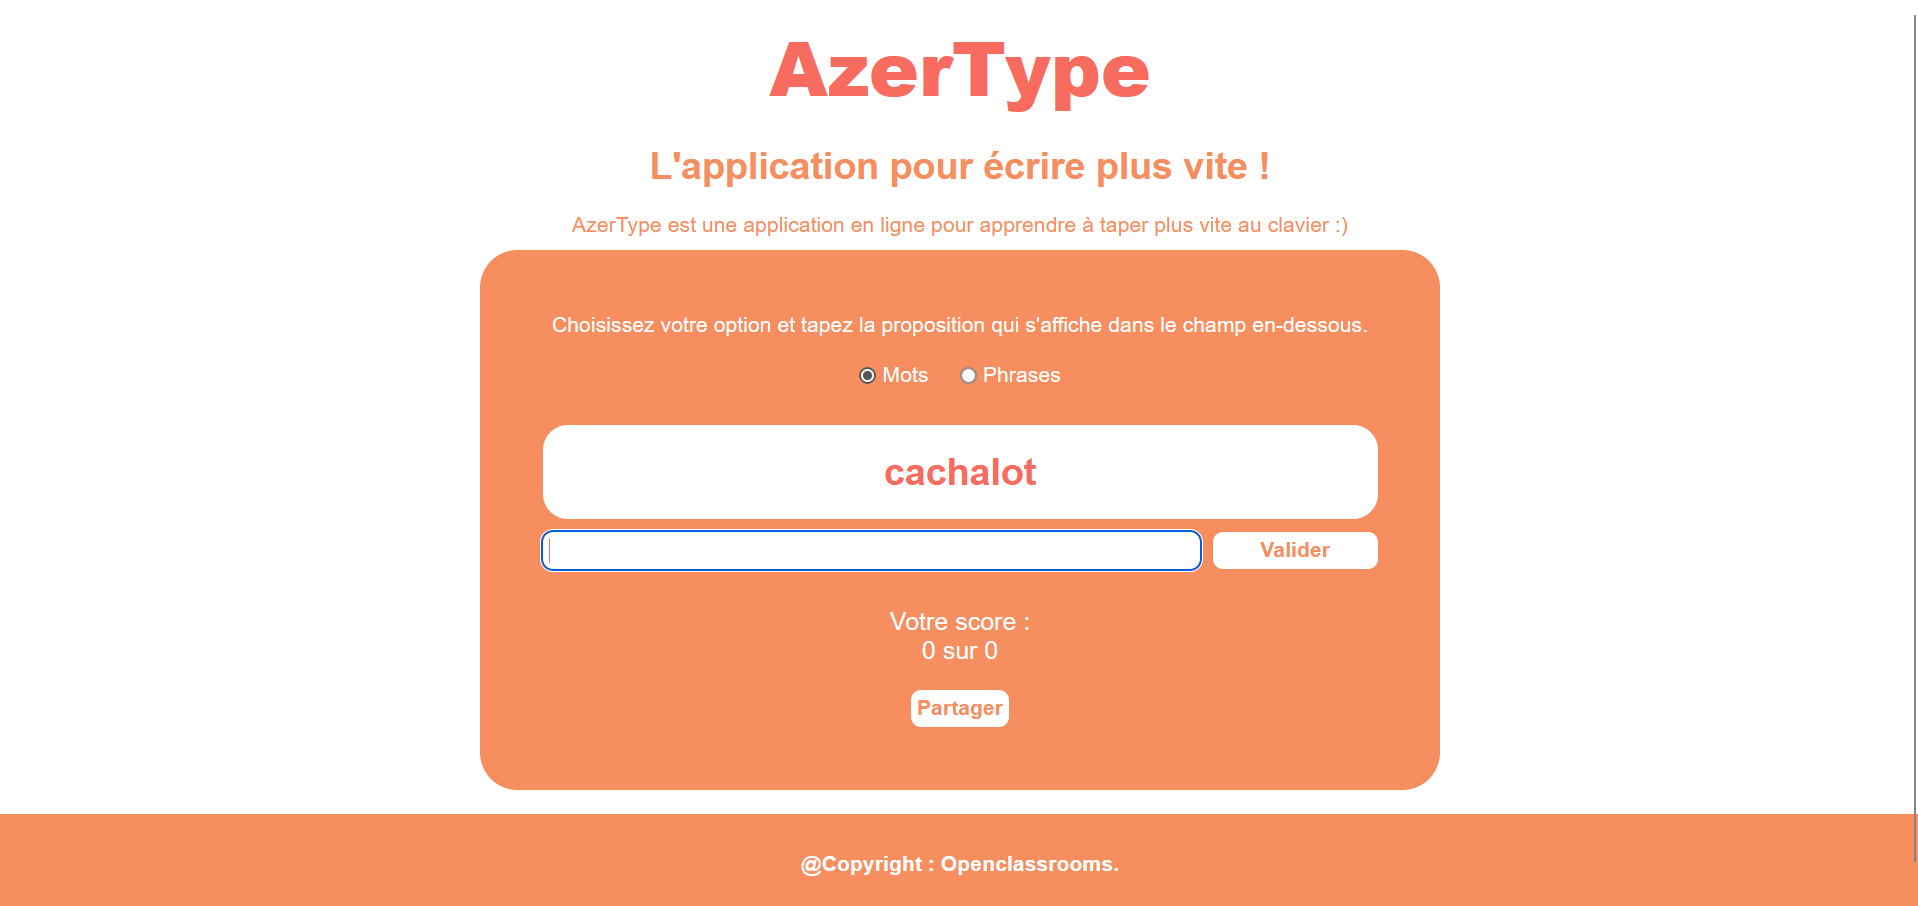 AzerType
L'application pour écrire plus vite !
AzerType est une application en ligne pour apprendre à taper plus vite au clavier :)
Choisissez votre option et tapez la proposition qui s'affiche dans le champ en-dessous.
Mots Phrases
cachalot
Valider
Votre score :
0 sur 0
Partager
@Copyright : Openclassrooms.